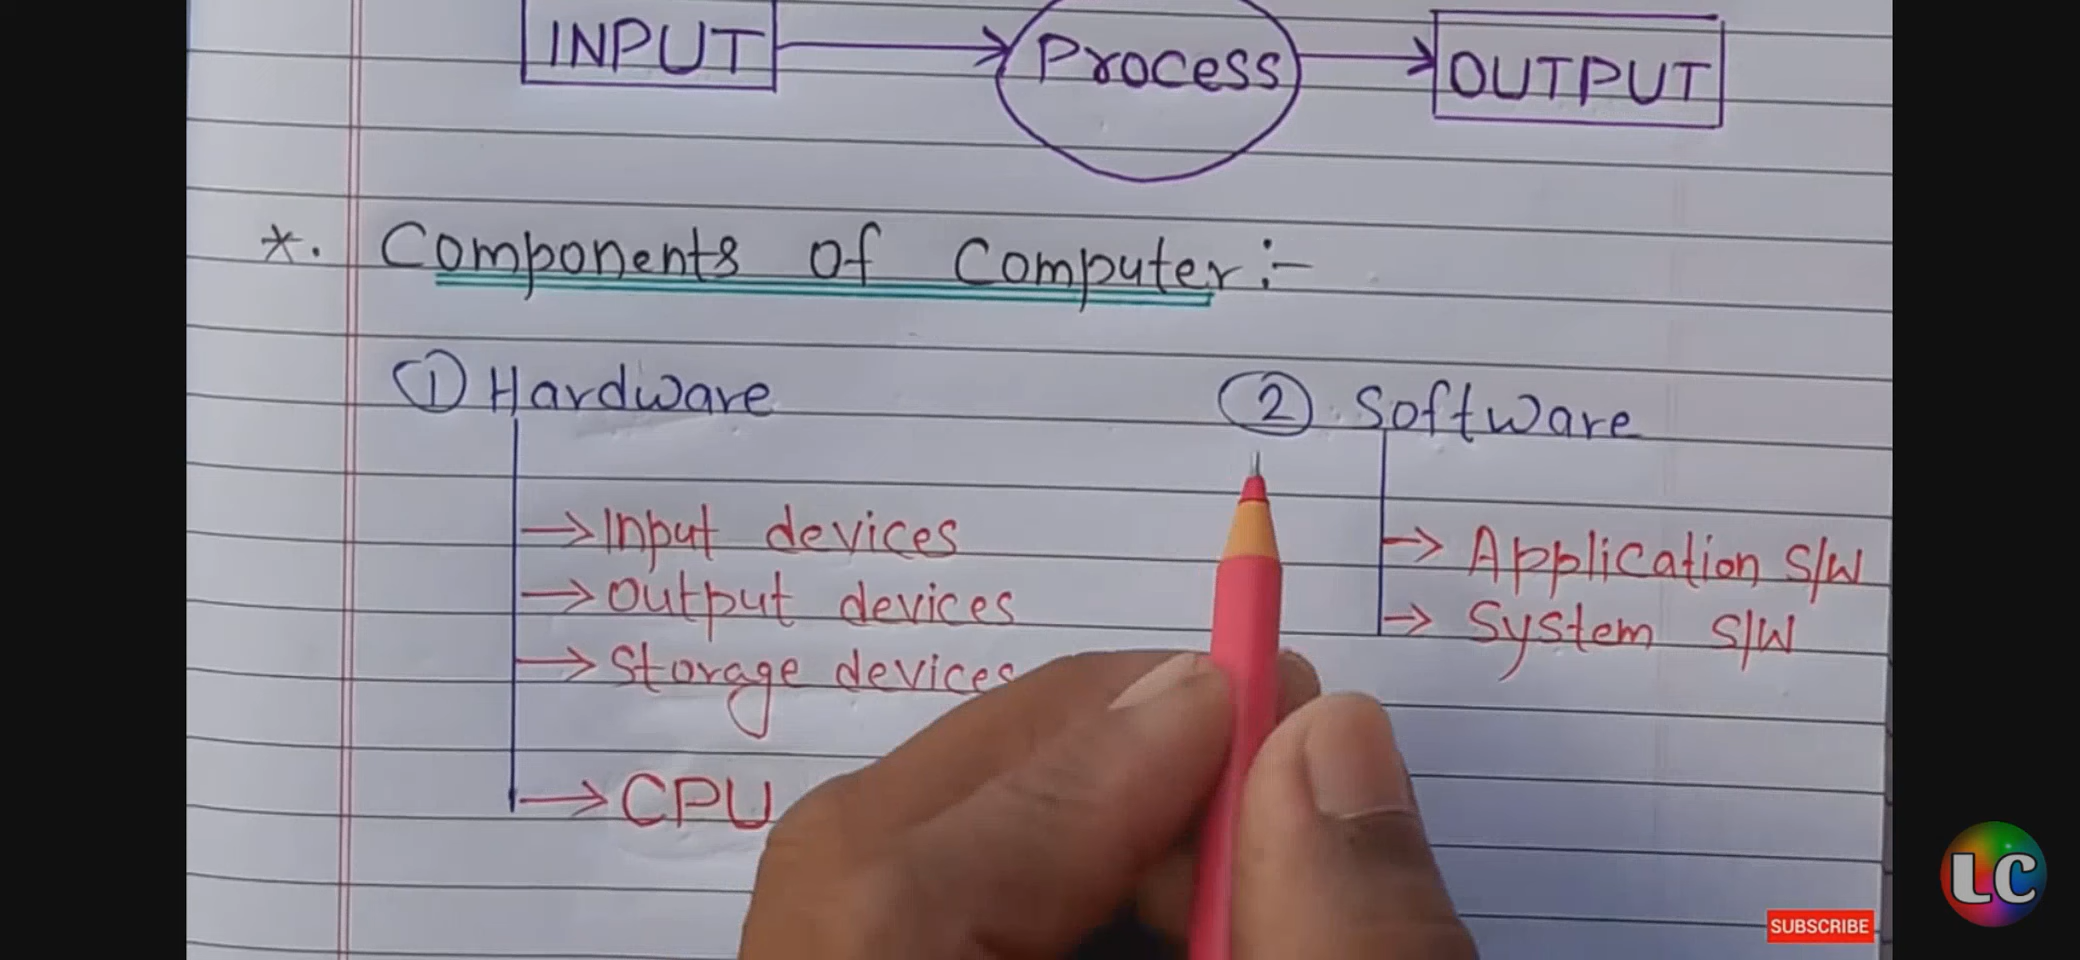 INPUT Process OUTPUT
*. Components of Computer:-
① Hardware
→ Input devices
→ Output devices
→ Storage devices
→ CPU
② Software
→ Application S/W
→ System S/W
LC
SUBSCRIBE